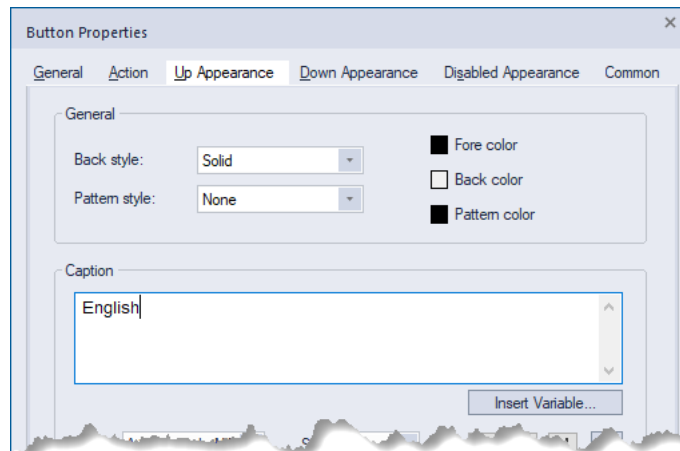 Button Properties
General Action Up Appearance Down Appearance Disabled Appearance Common
General
Back style: Solid
Fore color
Back color
Pattern style: None
Pattern color
Caption
English
Insert Variable...